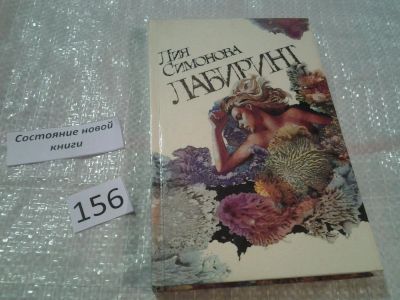 Лия
Симонова
ЛАБИРИНТ
Состояние новой
книги
156